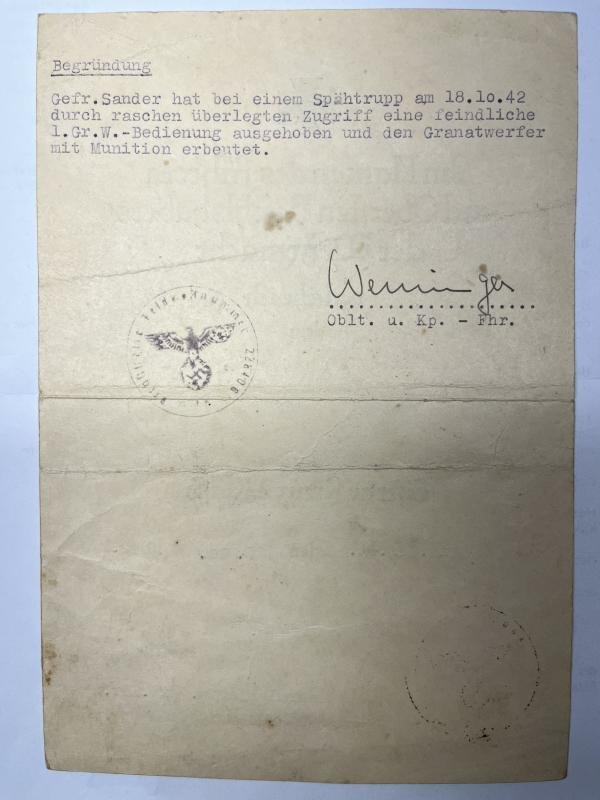 Begründung
Gefr.Sander hat bei einem Spähtrupp am 18.1o.42
durch raschen überlegten Zugriff eine feindliche
l.Gr.W.-Bedienung ausgehoben und den Granatwerfer
mit Munition erbeutet.
Wenninger
Oblt. u. Kp. - Fhr.